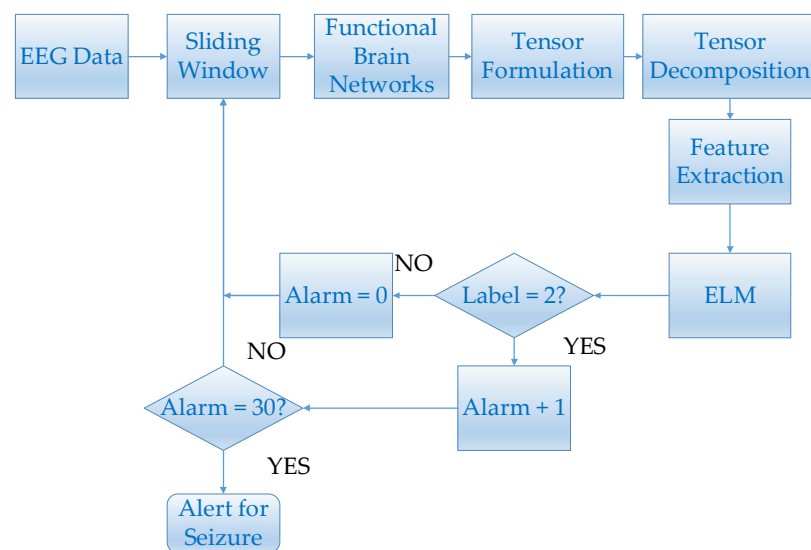 EEG Data
Sliding
Window
Functional
Brain
Networks
Tensor
Formulation
Tensor
Decomposition
Feature
Extraction
ELM
Label = 2?
NO
Alarm = 0
YES
Alarm + 1
Alarm = 30?
NO
YES
Alert for
Seizure